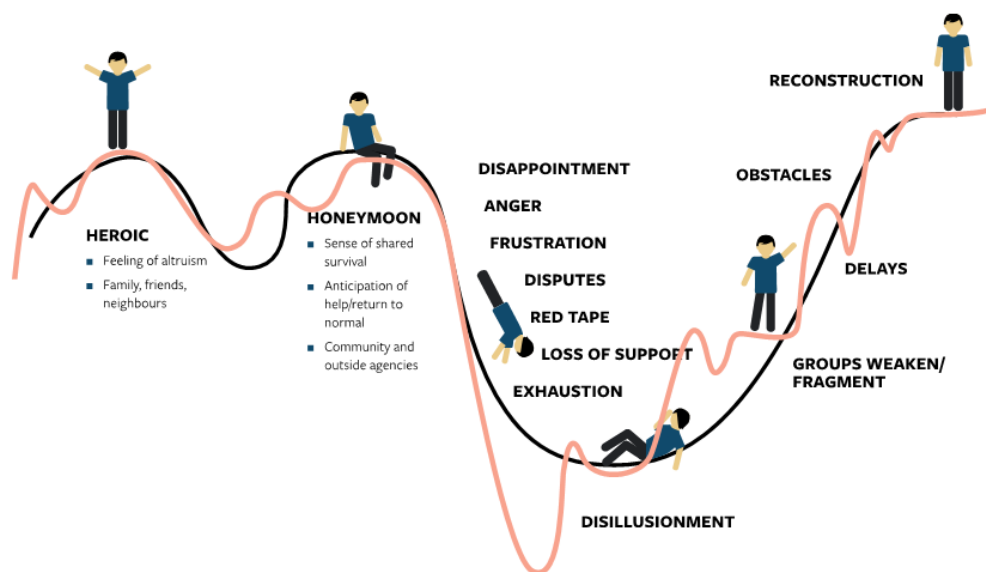 HEROIC
Feeling of altruism
Family, friends,
neighbours
HONEYMOON
Sense of shared
survival
Anticipation of
help/return to
normal
Community and
outside agencies
DISAPPOINTMENT
ANGER
FRUSTRATION
DISPUTES
RED TAPE
LOSS OF SUPPORT
EXHAUSTION
DISILLUSIONMENT
GROUPS WEAKEN/
FRAGMENT
DELAYS
OBSTACLES
RECONSTRUCTION